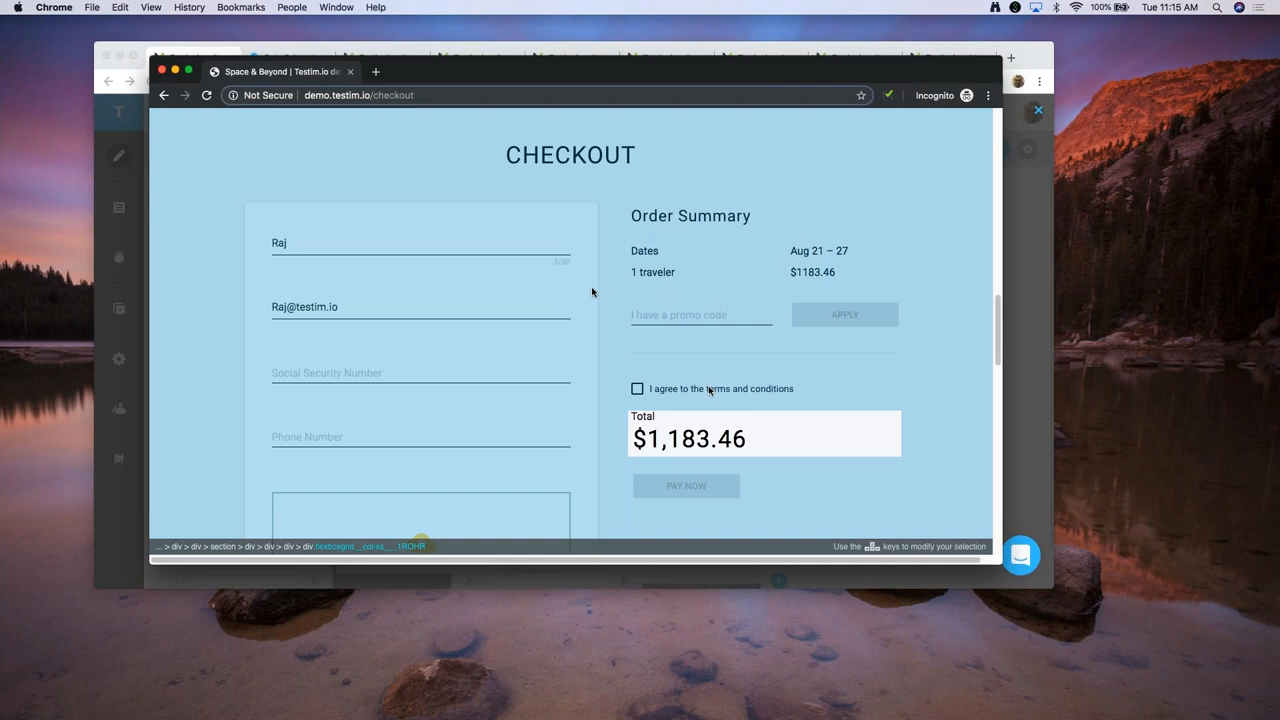 Chrome File Edit View History Bookmarks People Window Help 100% Tue 11:15 AM
Space & Beyond | Testim.io de
Not Secure demo.testim.io/checkout Incognito
T
CHECKOUT
Order Summary
Raj
3/30
Dates Aug 21 – 27
1 traveler $1183.46
Raj@testim.io
I have a promo code APPLY
Social Security Number
I agree to the terms and conditions
Total
$1,183.46
Phone Number
PAY NOW
... > div > div > section > div > div > div > div.flexboxgrid__col-xs___1ROHR Use the keys to modify your selection